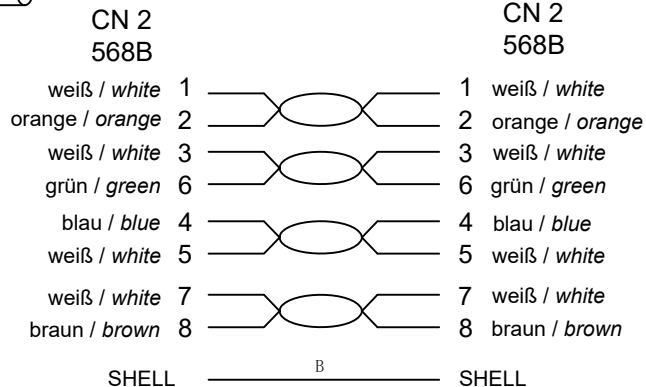 CN 2 CN 2
568B 568B
weiß / white 1 1 weiß / white
orange / orange 2 2 orange / orange
weiß / white 3 3 weiß / white
grün / green 6 6 grün / green
blau / blue 4 4 blau / blue
weiß / white 5 5 weiß / white
weiß / white 7 7 weiß / white
braun / brown 8 8 braun / brown
SHELL B SHELL